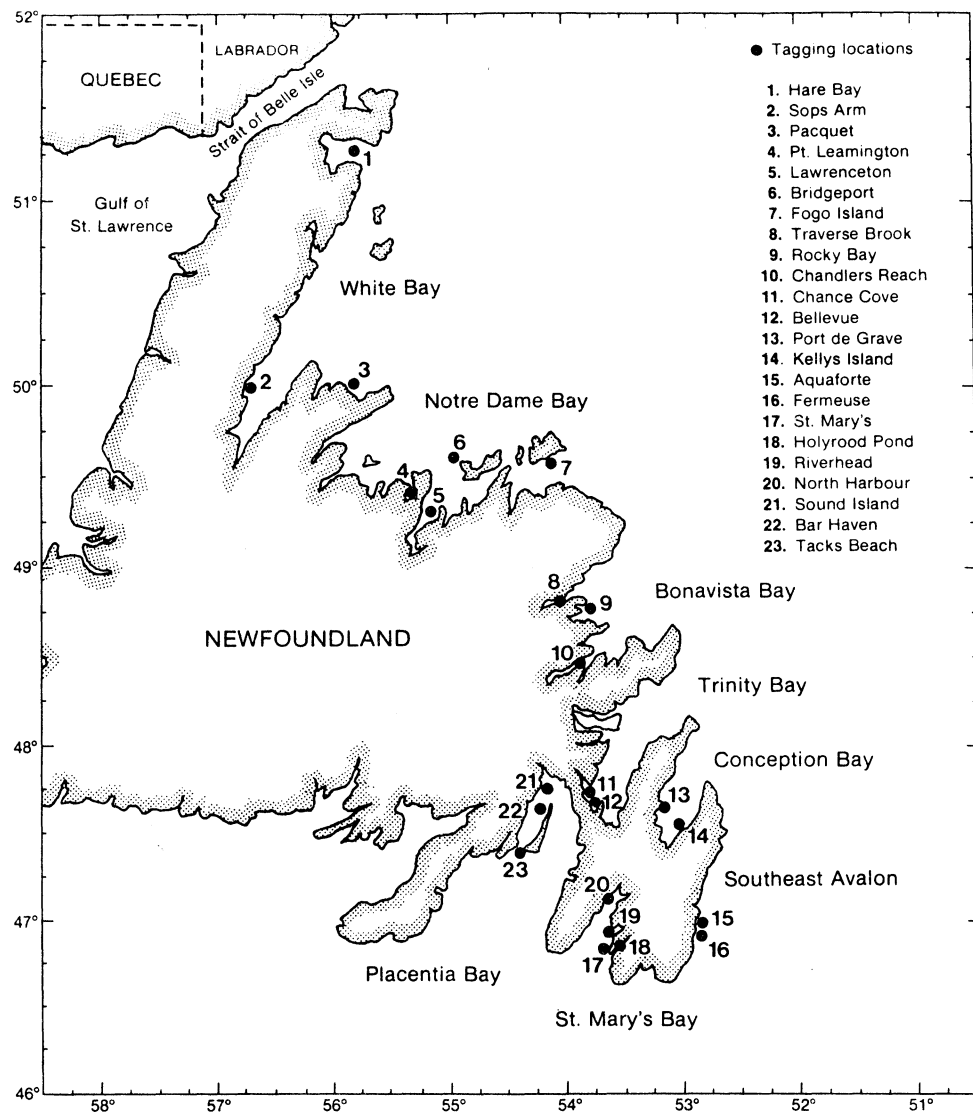 52°
51°
50°
49°
48°
47°
46°
58°
57°
56°
55°
54°
53°
52°
51°
QUEBEC
LABRADOR
Strait of Belle Isle
Gulf of
St. Lawrence
White Bay
Notre Dame Bay
NEWFOUNDLAND
Bonavista Bay
Trinity Bay
Conception Bay
Southeast Avalon
Placentia Bay
St. Mary's Bay
1
2
3
4
5
6
7
8
9
10
11
12
13
14
15
16
17
18
19
20
21
22
23
Tagging locations
1. Hare Bay
2. Sops Arm
3. Pacquet
4. Pt. Leamington
5. Lawrenceton
6. Bridgeport
7. Fogo Island
8. Traverse Brook
9. Rocky Bay
10. Chandlers Reach
11. Chance Cove
12. Bellevue
13. Port de Grave
14. Kellys Island
15. Aquaforte
16. Fermeuse
17. St. Mary's
18. Holyrood Pond
19. Riverhead
20. North Harbour
21. Sound Island
22. Bar Haven
23. Tacks Beach